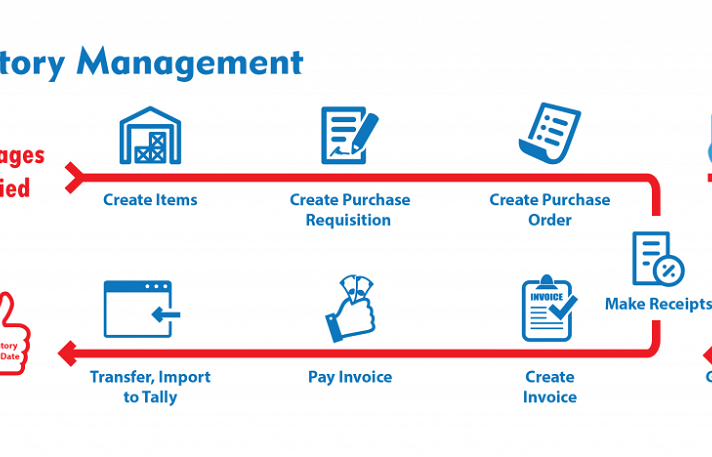 tory Management
ages
ied
Create Items
Create Purchase
Requisition
Create Purchase
Order
Make Receipts
INVOICE
tory
Date
Transfer, Import
to Tally
Pay Invoice
Create
Invoice